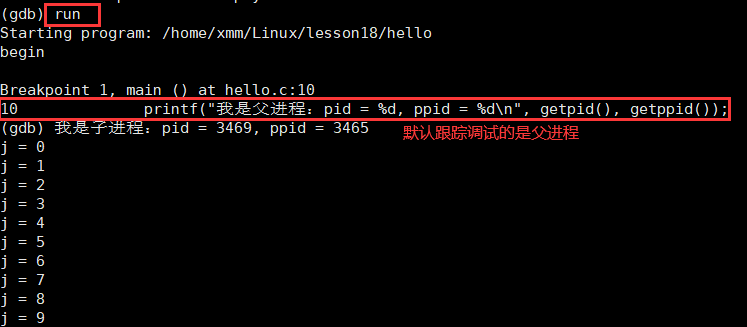 (gdb) run
Starting program: /home/xmm/Linux/lesson18/hello
begin
Breakpoint 1, main () at hello.c:10
10 printf("我是父进程：pid = %d, ppid = %d\n", getpid(), getppid());
(gdb) 我是子进程：pid = 3469, ppid = 3465
默认跟踪调试的是父进程
j = 0
j = 1
j = 2
j = 3
j = 4
j = 5
j = 6
j = 7
j = 8
j = 9